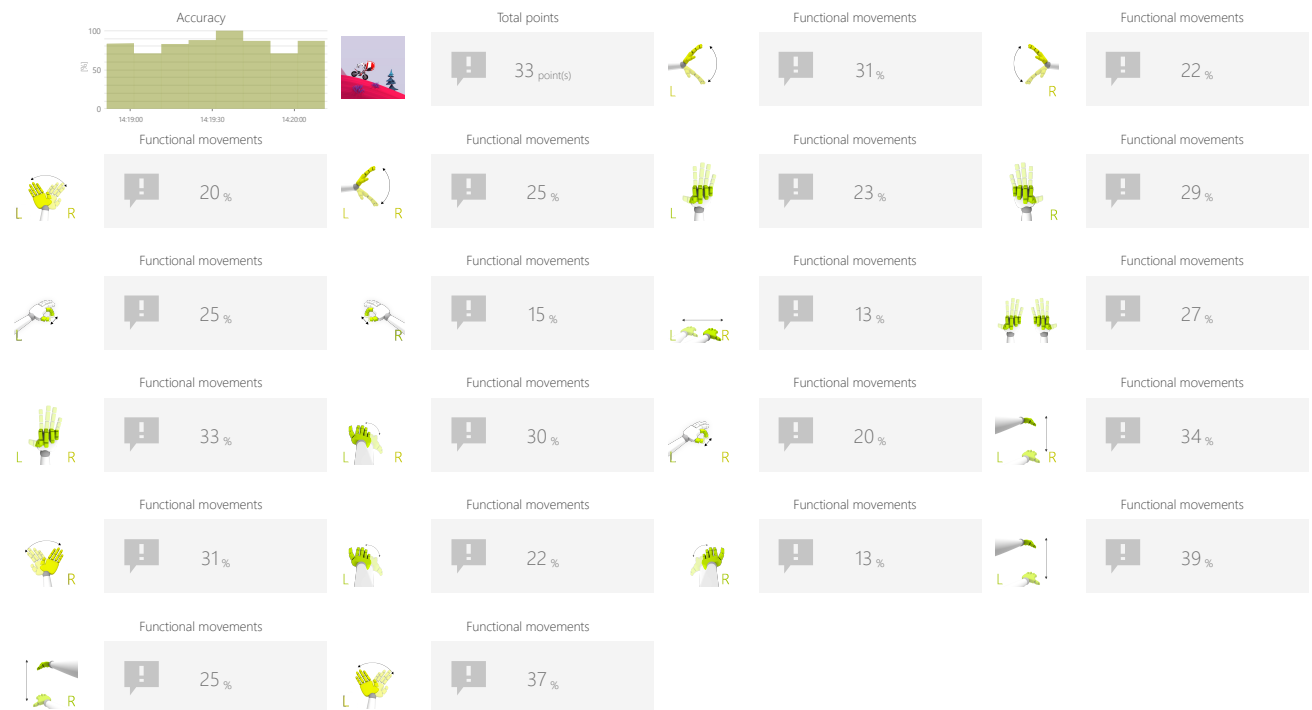 Accuracy
100
50
0
[%]
14:19:00 14:19:30 14:20:00
Total points
33 point(s)
Functional movements
L
31 %
Functional movements
R
22 %
Functional movements
L R
20 %
Functional movements
L R
25 %
Functional movements
L
23 %
Functional movements
R
29 %
Functional movements
L
25 %
Functional movements
R
15 %
Functional movements
L R
13 %
Functional movements
27 %
Functional movements
L R
33 %
Functional movements
L R
30 %
Functional movements
L R
20 %
Functional movements
L R
34 %
Functional movements
R
31 %
Functional movements
L
22 %
Functional movements
R
13 %
Functional movements
L
39 %
Functional movements
R
25 %
Functional movements
L
37 %